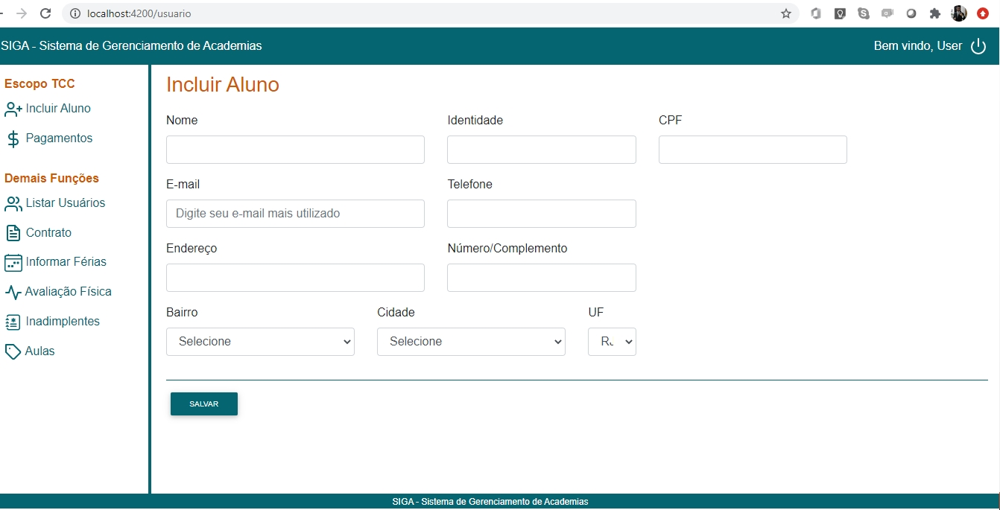 localhost:4200/usuario
SIGA - Sistema de Gerenciamento de Academias
Bem vindo, User
Escopo TCC
Incluir Aluno
Pagamentos
Demais Funções
Listar Usuários
Contrato
Informar Férias
Avaliação Física
Inadimplentes
Aulas
Incluir Aluno
Nome Identidade CPF
E-mail Telefone
Digite seu e-mail mais utilizado
Endereço Número/Complemento
Bairro Cidade UF
Selecione Selecione RJ
SALVAR
SIGA - Sistema de Gerenciamento de Academias